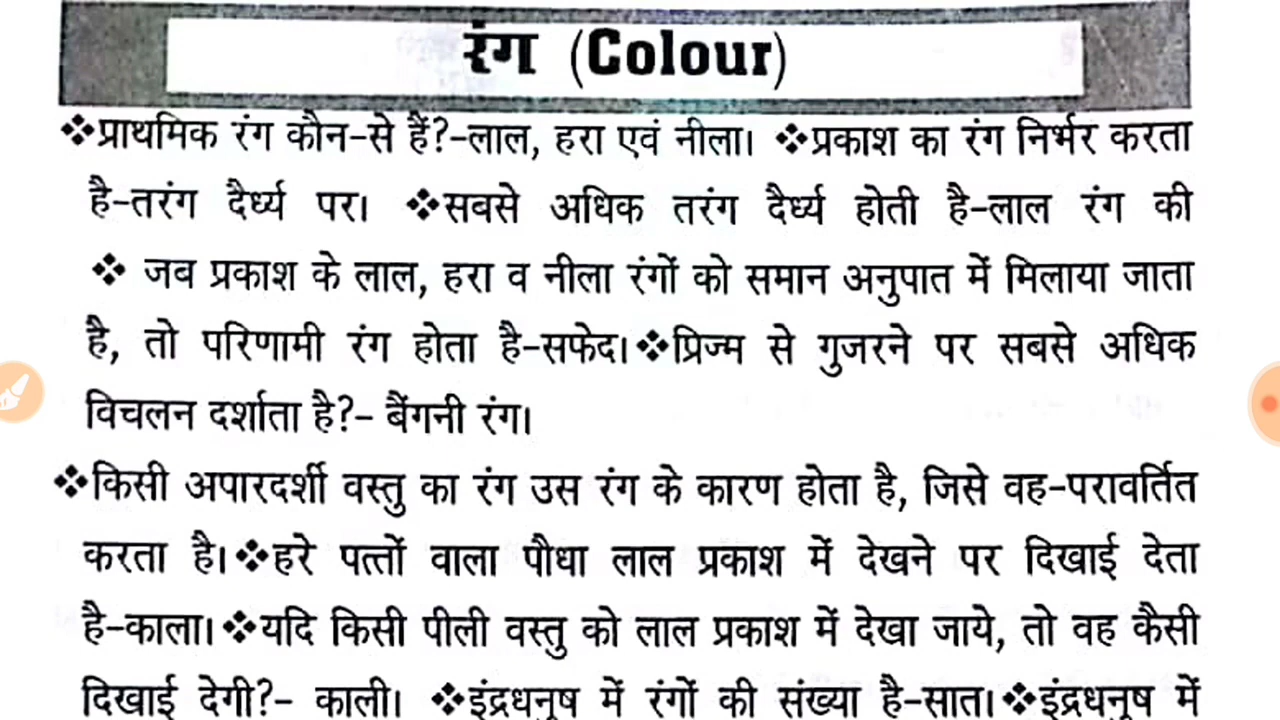 रंग (Colour)
❖प्राथमिक रंग कौन-से हैं?-लाल, हरा एवं नीला। ❖प्रकाश का रंग निर्भर करता
है-तरंग दैर्ध्य पर। ❖सबसे अधिक तरंग दैर्ध्य होती है-लाल रंग की
❖ जब प्रकाश के लाल, हरा व नीला रंगों को समान अनुपात में मिलाया जाता
है, तो परिणामी रंग होता है-सफेद।❖प्रिज्म से गुजरने पर सबसे अधिक
विचलन दर्शाता है?- बैंगनी रंग।
❖किसी अपारदर्शी वस्तु का रंग उस रंग के कारण होता है, जिसे वह-परावर्तित
करता है।❖हरे पत्तों वाला पौधा लाल प्रकाश में देखने पर दिखाई देता
है-काला।❖यदि किसी पीली वस्तु को लाल प्रकाश में देखा जाये, तो वह कैसी
दिखाई देगी?- काली। ❖इंद्रधनुष में रंगों की संख्या है-सात।❖इंद्रधनुष में